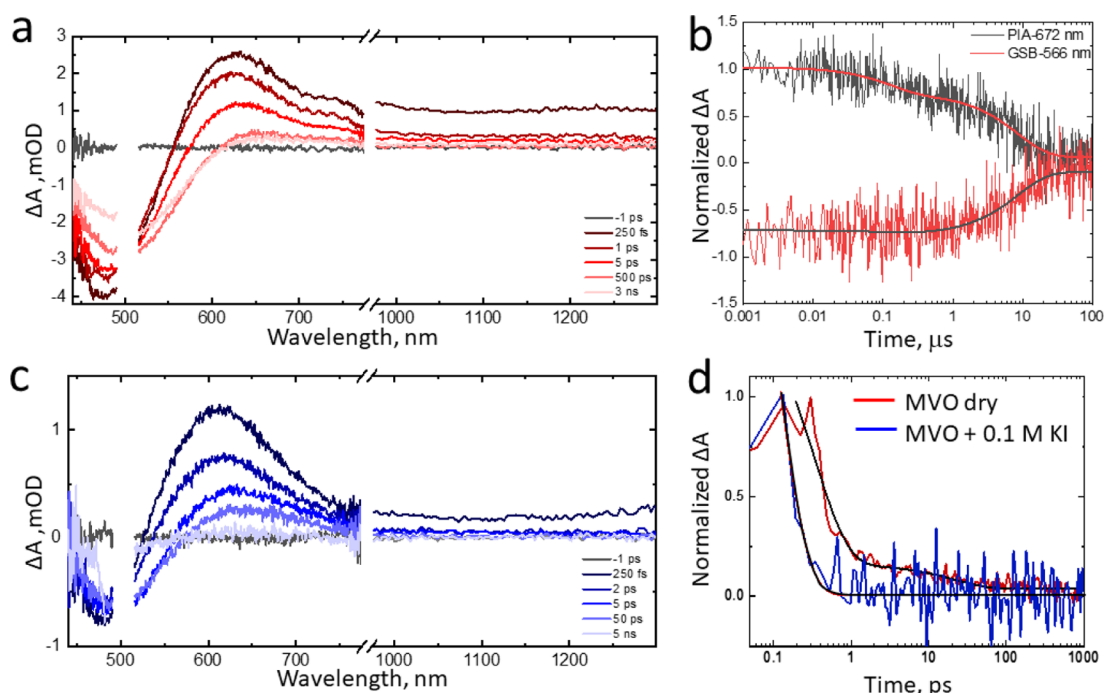 a
ΔA ,mOD
3
2
1
0
-1
-2
-3
-4
500
600
700
1000
1100
1200
Wavelength, nm
-1 ps
250 fs
1 ps
5 ps
500 ps
3 ns
b
Normalized ΔA
1.5
1.0
0.5
0.0
-0.5
-1.0
-1.5
0.001
0.01
0.1
1
10
100
Time, μs
PIA-672 nm
GSB-566 nm
c
ΔA ,mOD
1
0
-1
500
600
700
1000
1100
1200
Wavelength, nm
-1 ps
250 fs
2 ps
5 ps
50 ps
5 ns
d
Normalized ΔA
1.0
0.5
0.0
0.1
1
10
100
1000
Time, ps
MVO dry
MVO + 0.1 M KI